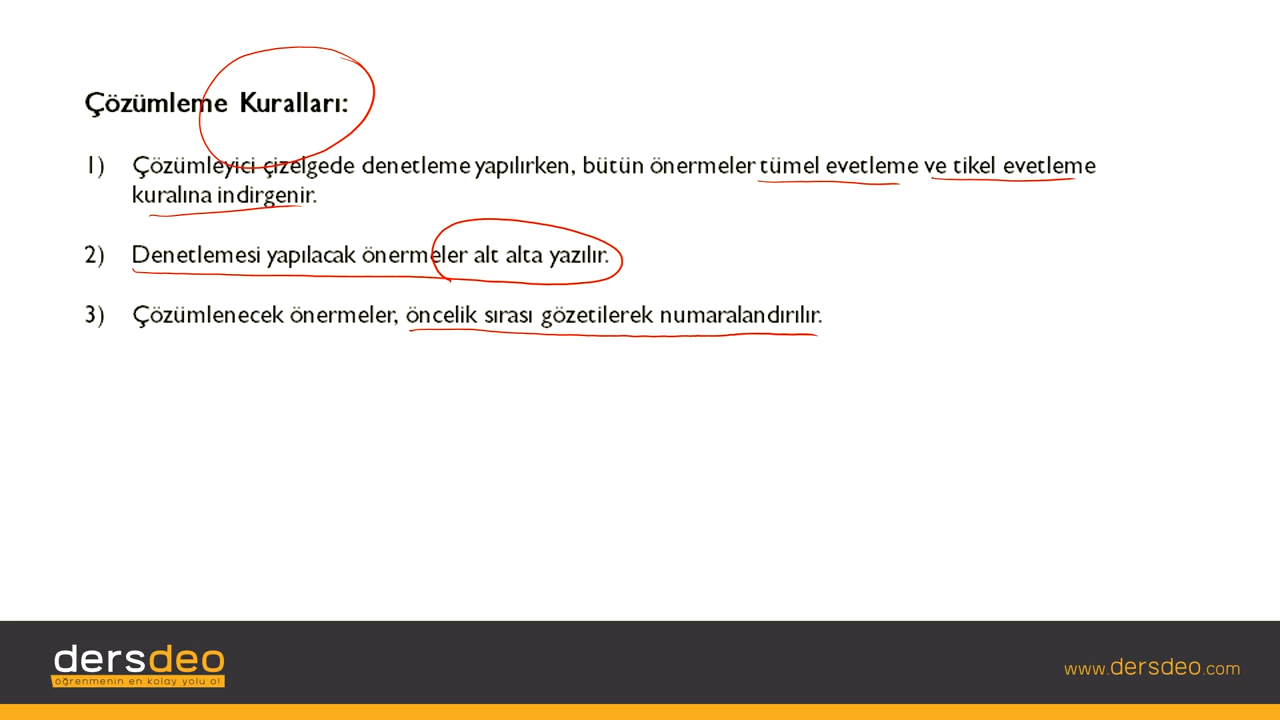 Çözümleme Kuralları:
1) Çözümleyici çizelgede denetleme yapılırken, bütün önermeler tümel evetleme ve tikel evetleme
kuralına indirgenir.
2) Denetlemesi yapılacak önermeler alt alta yazılır.
3) Çözümlenecek önermeler, öncelik sırası gözetilerek numaralandırılır.
dersdeo
öğrenmenin en kolay yolu o!
www.dersdeo.com